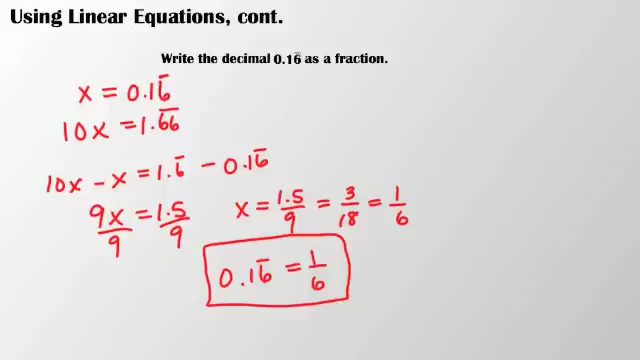 Using Linear Equations, cont.
Write the decimal 0.16̅ as a fraction.
x = 0.16̅
10x = 1.6̅6̅
10x - x = 1.6̅ - 0.16̅
9x/9 = 1.5/9
x = 1.5/9 = 3/18 = 1/6
0.16̅ = 1/6